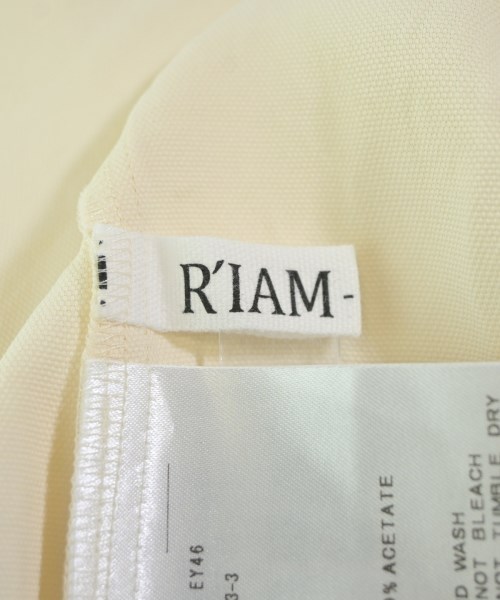 R'IAM-
EY46
3-3
% ACETATE
D WASH
NOT BLEACH
NOT TUMBLE DRY